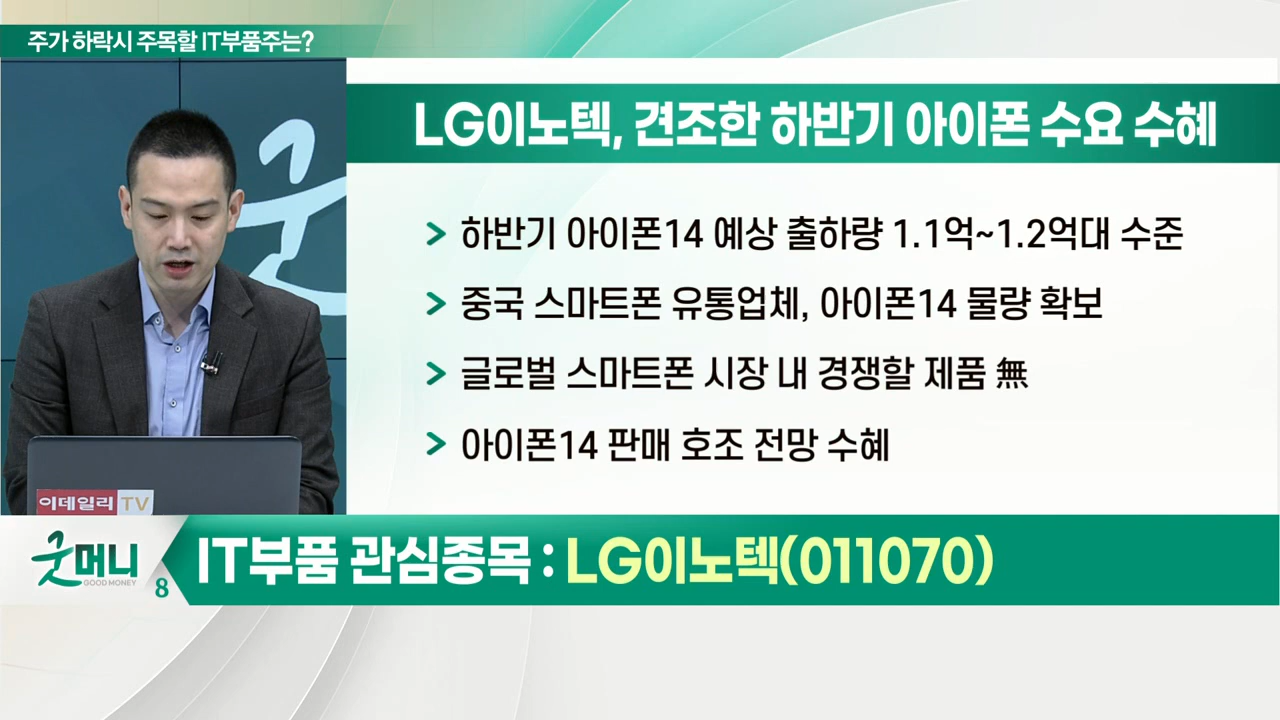 주가 하락시 주목할 IT부품주는?
LG이노텍, 견조한 하반기 아이폰 수요 수혜
> 하반기 아이폰14 예상 출하량 1.1억~1.2억대 수준
> 중국 스마트폰 유통업체, 아이폰14 물량 확보
> 글로벌 스마트폰 시장 내 경쟁할 제품 無
> 아이폰14 판매 호조 전망 수혜
굿
이데일리 TV
굿머니
GOOD MONEY
8
IT부품 관심종목 : LG이노텍(011070)